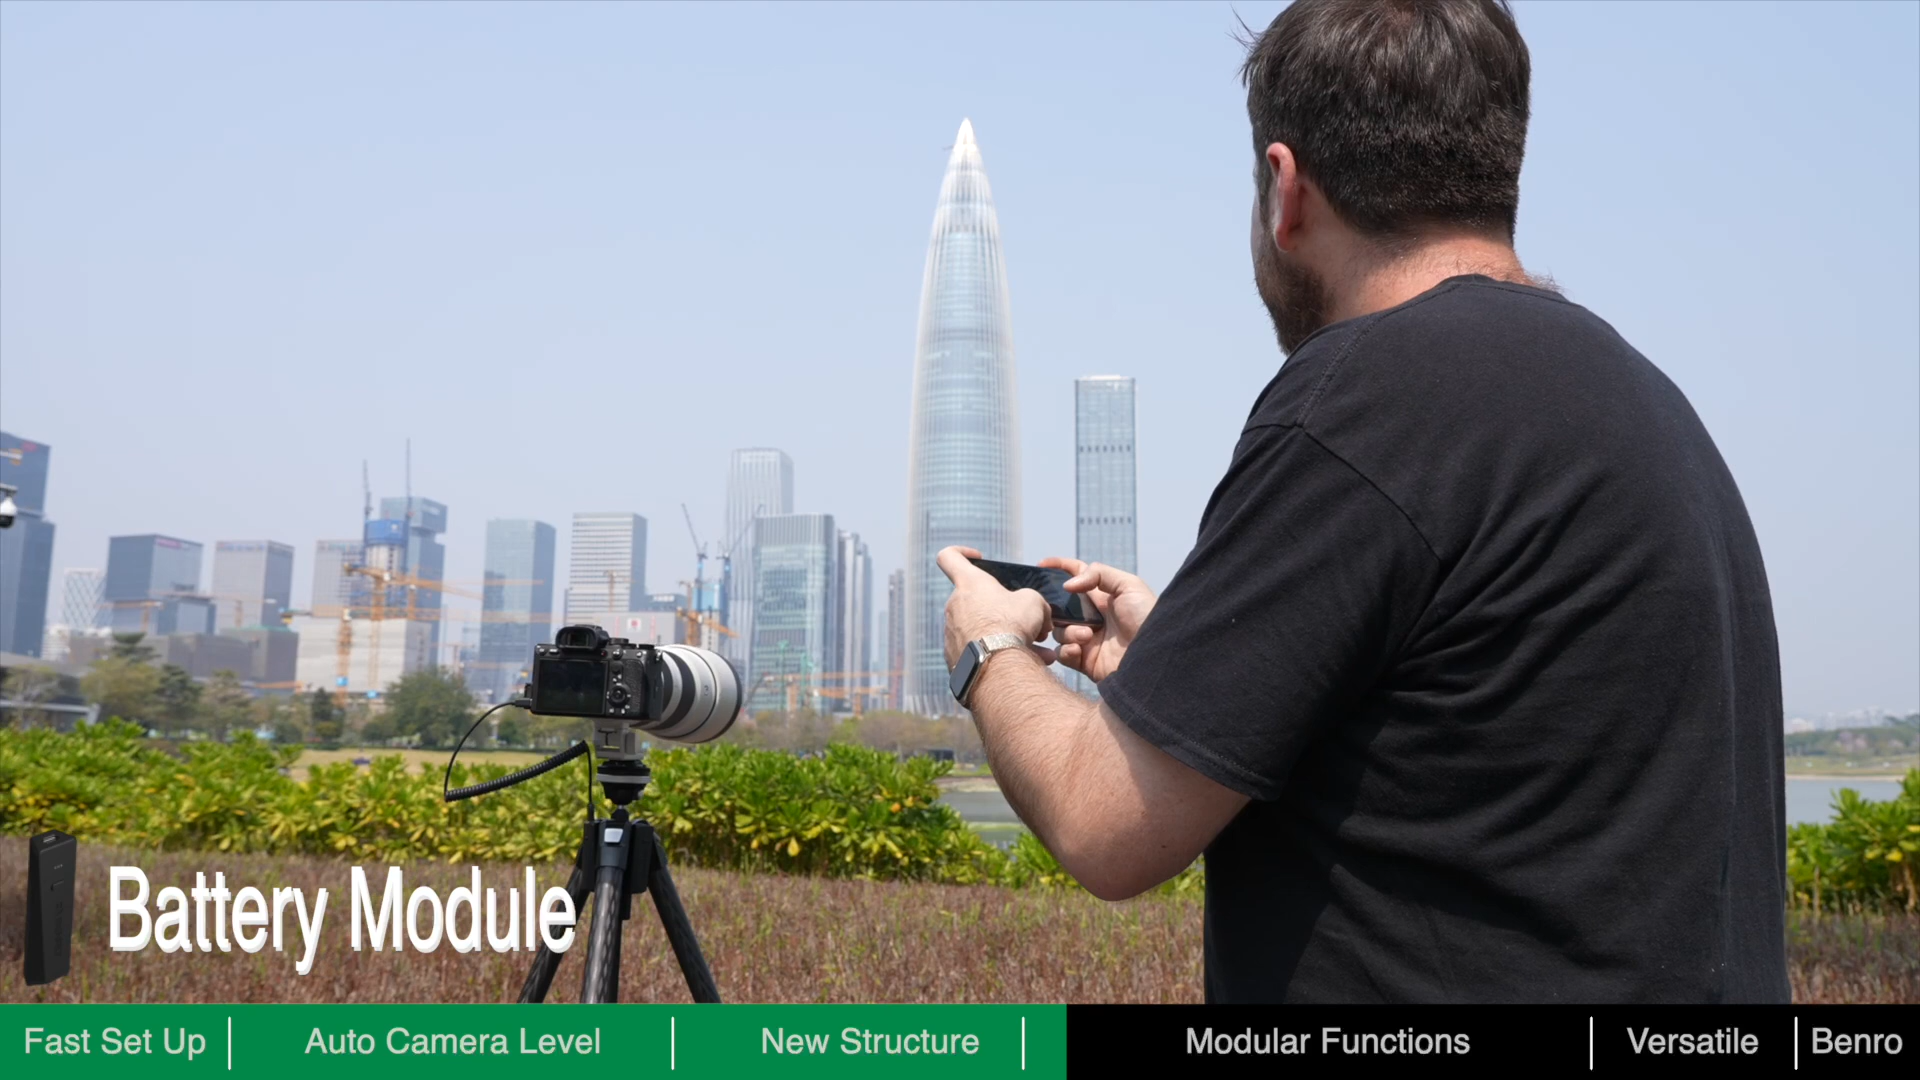 Battery Module
Fast Set Up
Auto Camera Level
New Structure
Modular Functions
Versatile
Benro